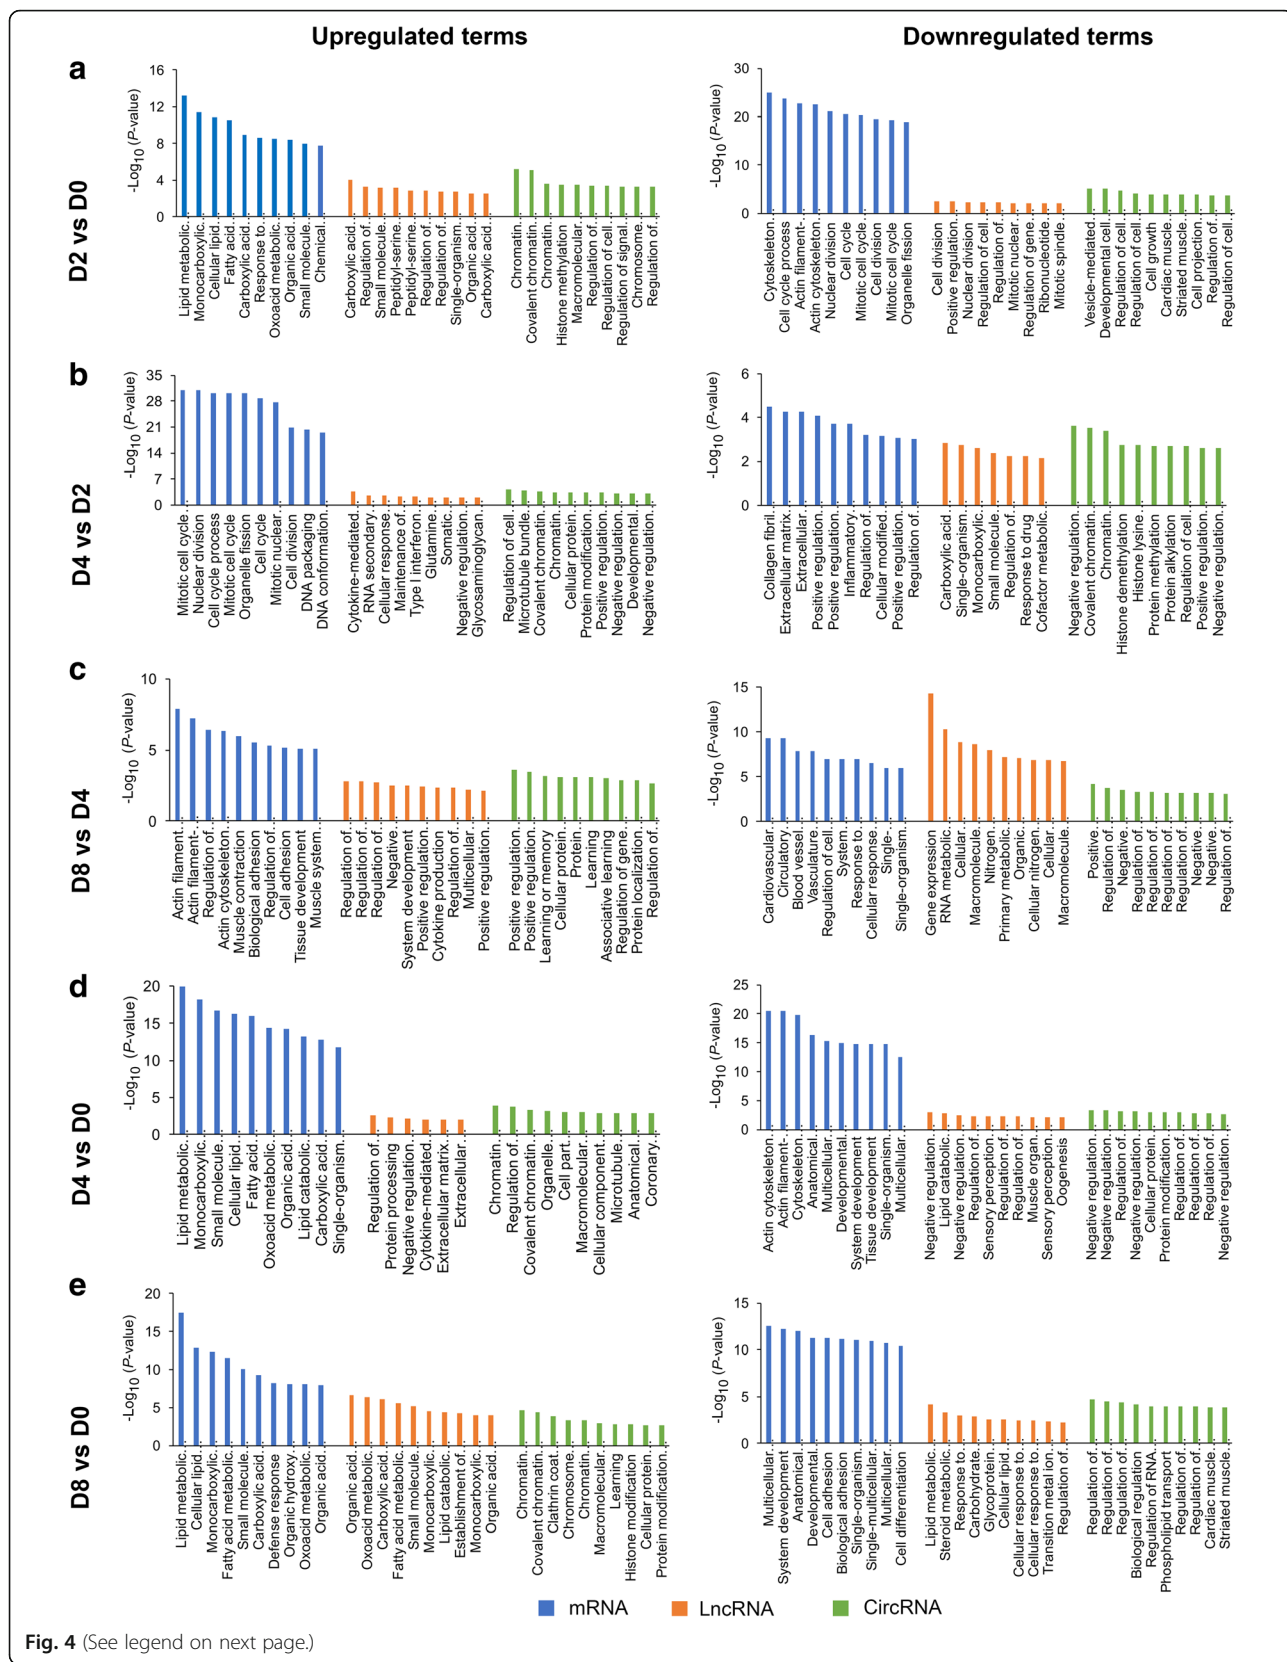 Upregulated terms
Downregulated terms
a
D2 vs D0
-Log10 (P-value)
16
12
8
4
0
Lipid metabolic..
Monocarboxylic..
Cellular lipid..
Fatty acid..
Carboxylic acid..
Response to..
Oxoacid metabolic..
Organic acid..
Small molecule..
Chemical..
Carboxylic acid..
Regulation of..
Small molecule..
Peptidyl-serine..
Peptidyl-serine..
Regulation of..
Regulation of..
Single-organism..
Organic acid..
Carboxylic acid..
Chromatin..
Covalent chromatin..
Chromatin..
Histone methylation
Macromolecular..
Regulation of..
Regulation of cell..
Regulation of signal..
Chromosome..
Regulation of..
-Log10 (P-value)
30
20
10
0
Cytoskeleton..
Cell cycle process
Actin filament-..
Actin cytoskeleton..
Nuclear division
Cell cycle
Mitotic cell cycle..
Cell division
Mitotic cell cycle
Organelle fission
Cell division
Positive regulation..
Nuclear division
Regulation of cell..
Regulation of..
Mitotic nuclear..
Regulation of gene..
Ribonucleotide..
Mitotic spindle..
Vesicle-mediated..
Developmental cell..
Regulation of cell..
Regulation of cell..
Cell growth
Cardiac muscle..
Striated muscle..
Cell projection..
Regulation of..
Regulation of cell..
b
D4 vs D2
-Log10 (P-value)
35
28
21
14
7
0
Mitotic cell cycle..
Nuclear division
Cell cycle process
Mitotic cell cycle
Organelle fission
Cell cycle
Mitotic nuclear..
Cell division
DNA packaging
DNA conformation..
Cytokine-mediated..
RNA secondary..
Cellular response..
Maintenance of..
Type I interferon..
Glutamine..
Somatic..
Negative regulation..
Glycosaminoglycan..
Regulation of cell..
Microtubule bundle..
Covalent chromatin..
Chromatin..
Cellular protein..
Protein modification..
Positive regulation..
Negative regulation..
Developmental..
Negative regulation..
-Log10 (P-value)
6
4
2
0
Collagen fibril..
Extracellular matrix..
Extracellular..
Positive regulation..
Positive regulation..
Inflammatory..
Regulation of..
Cellular modified..
Positive regulation..
Regulation of..
Carboxylic acid..
Single-organism..
Monocarboxylic..
Small molecule..
Regulation of..
Response to drug
Cofactor metabolic..
Negative regulation..
Covalent chromatin..
Chromatin..
Histone demethylation
Histone lysine..
Protein methylation
Protein alkylation
Regulation of cell..
Positive regulation..
Negative regulation..
c
D8 vs D4
-Log10 (P-value)
10
5
0
Actin filament..
Actin filament-..
Regulation of..
Actin cytoskeleton..
Muscle contraction
Biological adhesion
Regulation of..
Cell adhesion
Tissue development
Muscle system..
Regulation of..
Regulation of..
Regulation of..
Negative..
System development
Positive regulation..
Cytokine production
Regulation of..
Multicellular..
Positive regulation..
Positive regulation..
Positive regulation..
Learning or memory
Cellular protein..
Protein..
Learning
Associative learning
Regulation of gene..
Protein localization..
Regulation of..
-Log10 (P-value)
15
10
5
0
Cardiovascular..
Circulatory..
Blood vessel..
Vasculature..
Regulation of cell..
System..
Response to..
Cellular response..
Single-..
Single-organism..
Gene expression
RNA metabolic..
Cellular..
Macromolecule..
Nitrogen..
Primary metabolic..
Organic..
Cellular nitrogen..
Cellular..
Macromolecule..
Positive..
Regulation of..
Negative..
Regulation of..
Regulation of..
Regulation of..
Regulation of..
Negative..
Negative..
Regulation of..
d
D4 vs D0
-Log10 (P-value)
20
15
10
5
0
Lipid metabolic..
Monocarboxylic..
Small molecule..
Cellular lipid..
Fatty acid..
Oxoacid metabolic..
Organic acid..
Lipid catabolic..
Carboxylic acid..
Single-organism..
Regulation of..
Protein processing
Negative regulation..
Cytokine-mediated..
Extracellular matrix..
Extracellular..
Chromatin..
Regulation of..
Covalent chromatin..
Organelle..
Cell part..
Macromolecular..
Cellular component..
Microtubule..
Anatomical..
Coronary..
-Log10 (P-value)
25
20
15
10
5
0
Actin cytoskeleton..
Actin filament-..
Cytoskeleton..
Anatomical..
Multicellular..
Developmental..
System development
Tissue development
Single-organism..
Multicellular..
Negative regulation..
Lipid catabolic..
Negative regulation..
Regulation of..
Sensory perception..
Regulation of..
Regulation of..
Muscle organ..
Sensory perception..
Oogenesis
Negative regulation..
Negative regulation..
Regulation of..
Negative regulation..
Cellular protein..
Protein modification..
Regulation of..
Regulation of..
Regulation of..
Negative regulation..
e
D8 vs D0
-Log10 (P-value)
20
15
10
5
0
Lipid metabolic..
Cellular lipid..
Monocarboxylic..
Fatty acid metabolic..
Small molecule..
Carboxylic acid..
Defense response
Organic hydroxy..
Oxoacid metabolic..
Organic acid..
Organic acid..
Oxoacid metabolic..
Carboxylic acid..
Fatty acid metabolic..
Small molecule..
Monocarboxylic..
Lipid catabolic..
Establishment of..
Monocarboxylic..
Organic acid..
Chromatin..
Covalent chromatin..
Clathrin coat..
Chromosome..
Chromatin..
Macromolecular..
Learning
Histone modification
Cellular protein..
Protein modification..
-Log10 (P-value)
15
10
5
0
Multicellular..
System development
Anatomical..
Developmental..
Cell adhesion
Biological adhesion
Single-organism..
Single-multicellular..
Multicellular..
Cell differentiation
Lipid metabolic..
Steroid metabolic..
Response to..
Carbohydrate..
Glycoprotein..
Cellular lipid..
Cellular response to..
Cellular response to..
Transition metal ion..
Regulation of..
Regulation of..
Regulation of..
Regulation of..
Biological regulation
Regulation of RNA..
Phospholipid transport
Regulation of..
Regulation of..
Cardiac muscle..
Striated muscle..
mRNA
LncRNA
CircRNA
Fig. 4 (See legend on next page.)